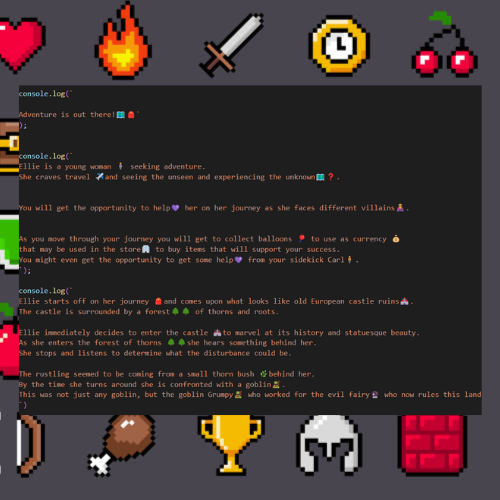 console.log(`
Adventure is out there!🗺️🎒`
);
console.log(`
Ellie is a young woman 🧍‍♀️ seeking adventure.
She craves travel ✈️and seeing the unseen and experiencing the unknown🗺️❓.
You will get the opportunity to help💜 her on her journey as she faces different villains🦹‍♀️.
As you move through your journey you will get to collect balloons 🎈 to use as currency 💰
that may be used in the store🏪 to buy items that will support your success.
You might even get the opportunity to get some help💜 from your sidekick Carl🧍.
`);
console.log(`
Ellie starts off on her journey 🎒and comes upon what looks like old European castle ruins🏰.
The castle is surrounded by a forest🌲🌲 of thorns and roots.
Ellie immediately decides to enter the castle 🏰to marvel at its history and statuesque beauty.
As she enters the forest of thorns 🌲🌲she hears something behind her.
She stops and listens to determine what the disturbance could be.
The rustling seemed to be coming from a small thorn bush 🌿behind her.
By the time she turns around she is confronted with a goblin🧟.
This was not just any goblin, but the goblin Grumpy🧟 who worked for the evil fairy🔮 who now rules this land
`)